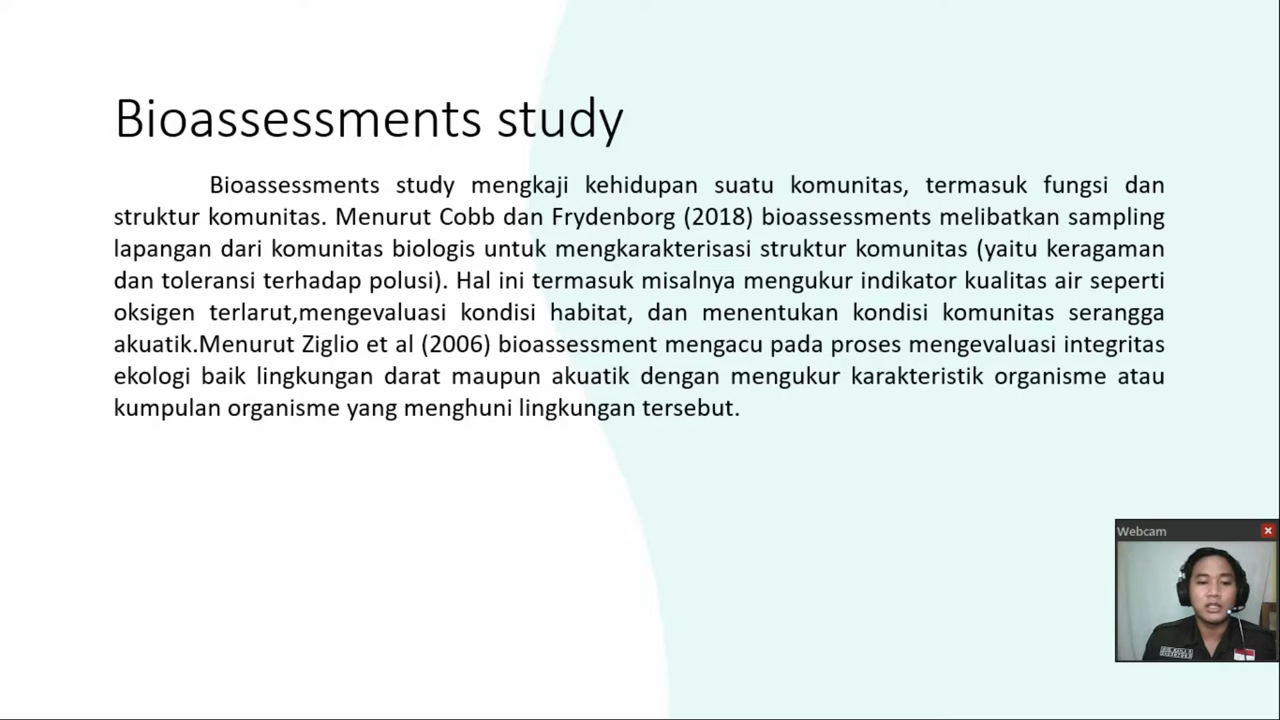 Bioassessments study
Bioassessments study mengkaji kehidupan suatu komunitas, termasuk fungsi dan
struktur komunitas. Menurut Cobb dan Frydenborg (2018) bioassessments melibatkan sampling
lapangan dari komunitas biologis untuk mengkarakterisasi struktur komunitas (yaitu keragaman
dan toleransi terhadap polusi). Hal ini termasuk misalnya mengukur indikator kualitas air seperti
oksigen terlarut,mengevaluasi kondisi habitat, dan menentukan kondisi komunitas serangga
akuatik.Menurut Ziglio et al (2006) bioassessment mengacu pada proses mengevaluasi integritas
ekologi baik lingkungan darat maupun akuatik dengan mengukur karakteristik organisme atau
kumpulan organisme yang menghuni lingkungan tersebut.
Webcam